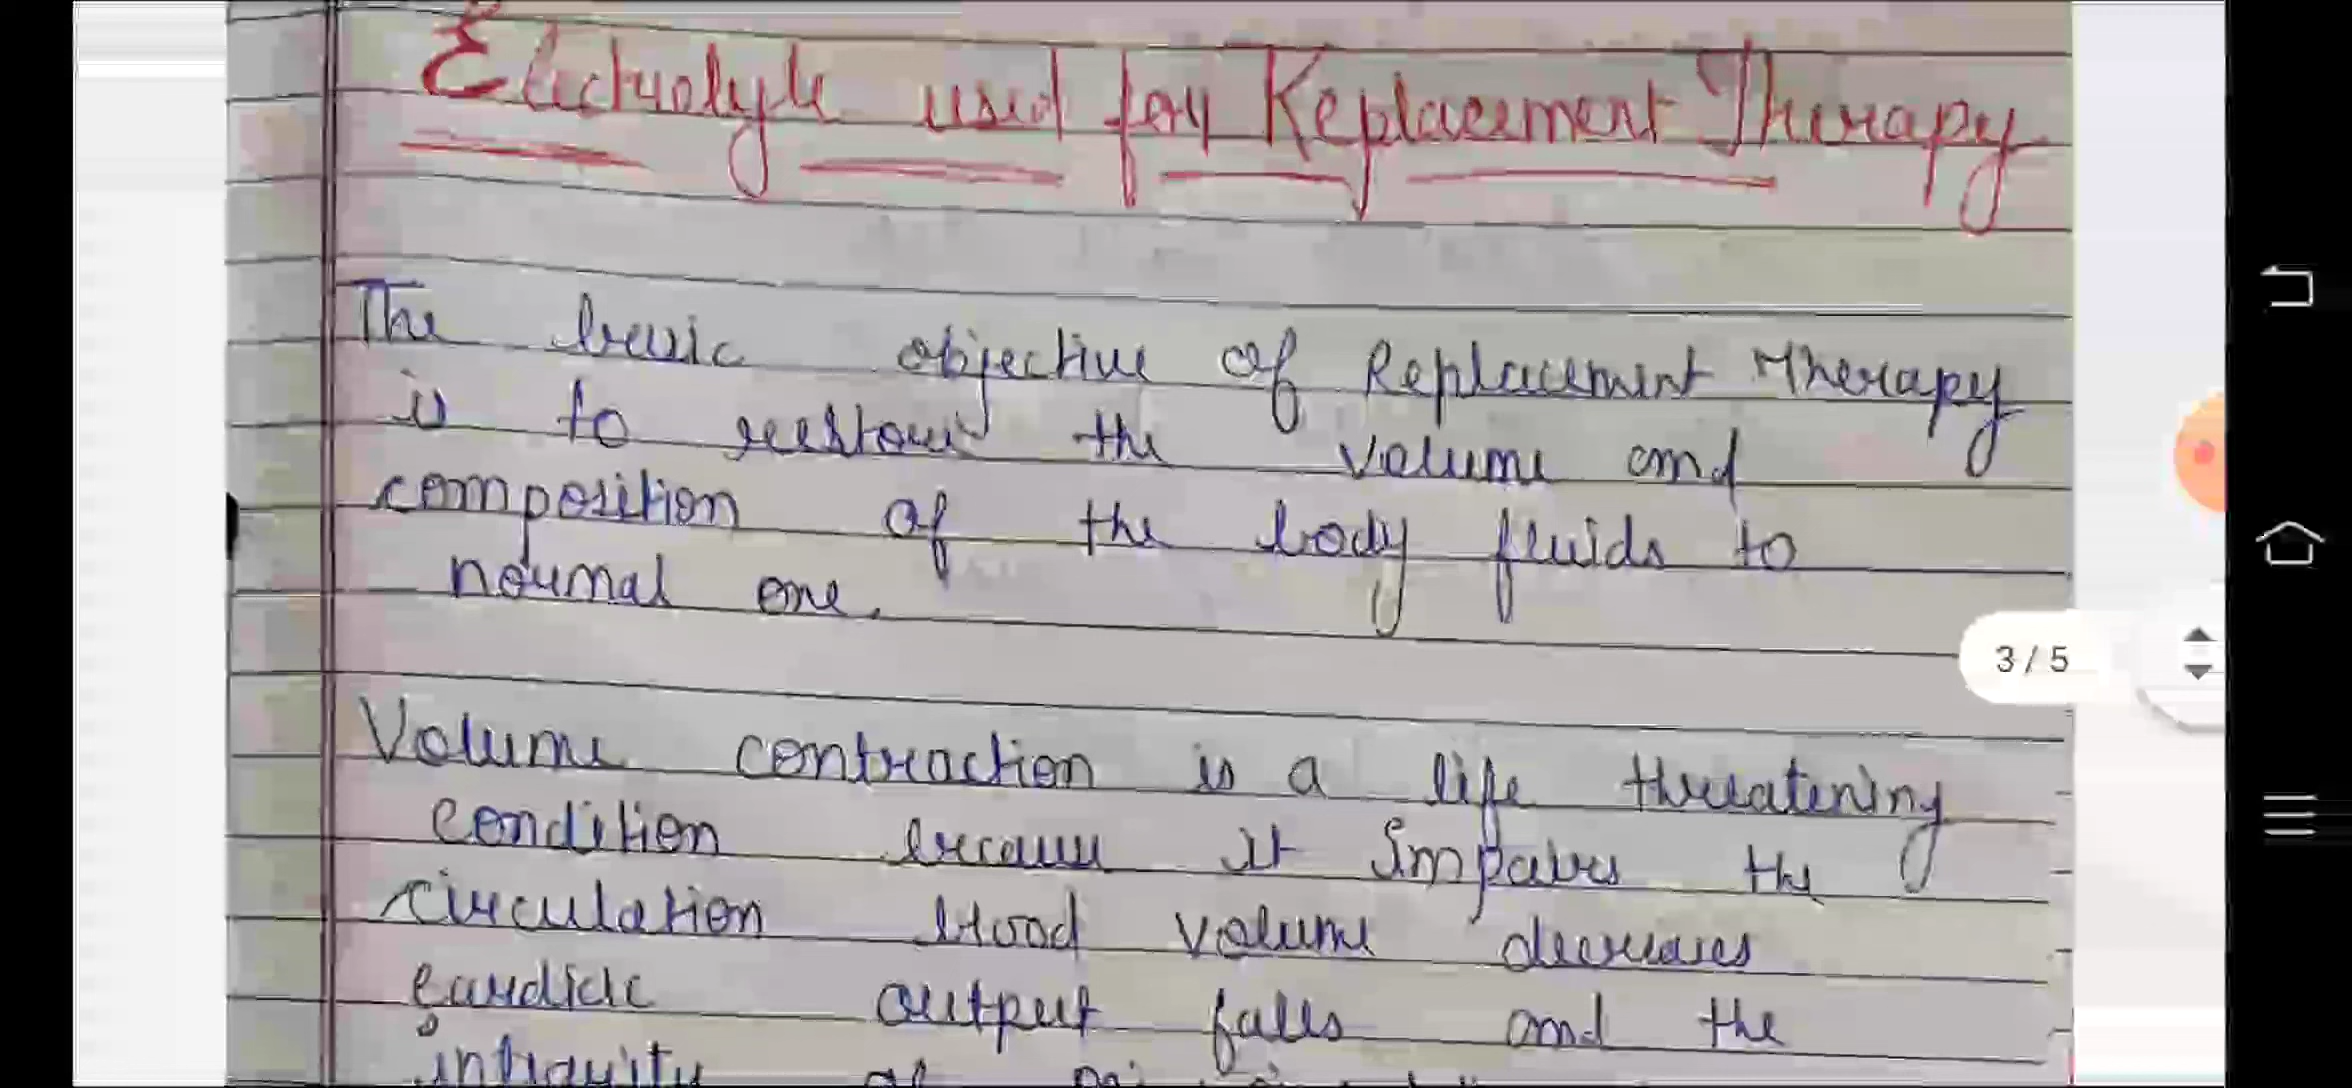 Electrolyte used for Replacement Therapy
The basic objective of Replacement Therapy
is to restore the volume and
composition of the body fluids to
normal one.
3 / 5
Volume contraction is a life threatening
condition because it impaires the
circulation blood volume decreases
cardiac output falls and the